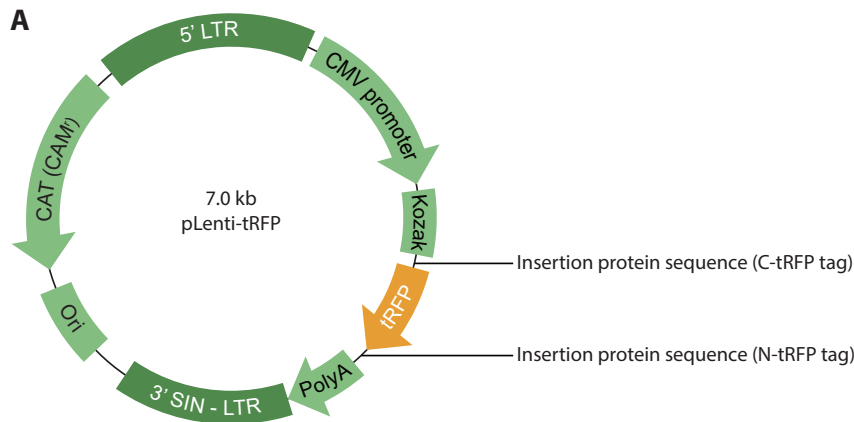 A
5' LTR
CMV promoter
CAT (CAMʳ)
7.0 kb
pLenti-tRFP
Kozak
Insertion protein sequence (C-tRFP tag)
tRFP
Ori
Insertion protein sequence (N-tRFP tag)
PolyA
3' SIN - LTR